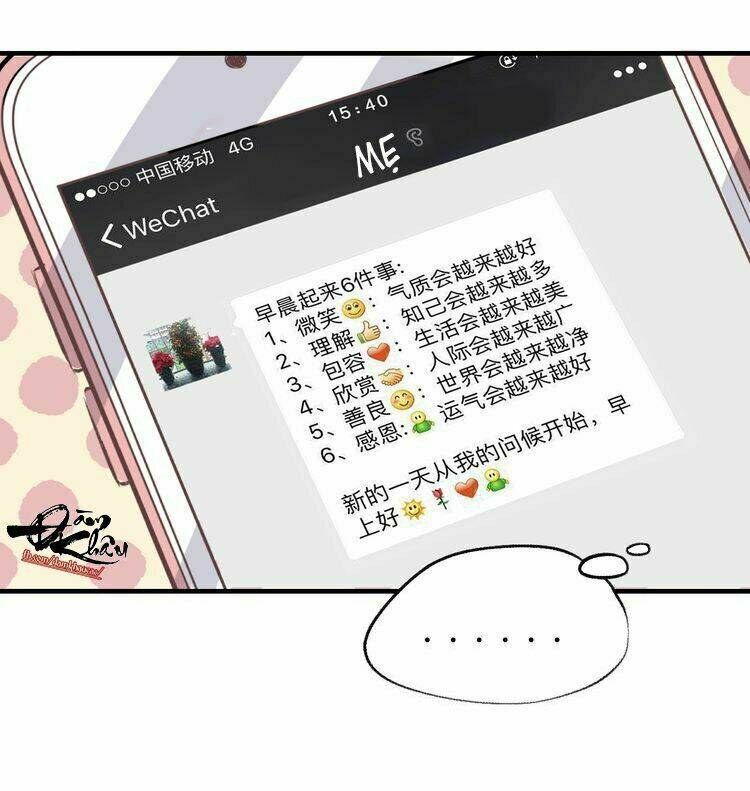 15:40
●●○○○ 中国移动 4G
MẸ
•••
WeChat
早晨起来6件事:
1、微笑😊：气质会越来越好
2、理解👍：知己会越来越多
3、包容❤：生活会越来越美
4、欣赏🤝：人际会越来越广
5、善良😊：世界会越来越净
6、感恩:运气会越来越好
新的一天从我的问候开始，早
上好☀🌹❤
Đàm
Khâu
......